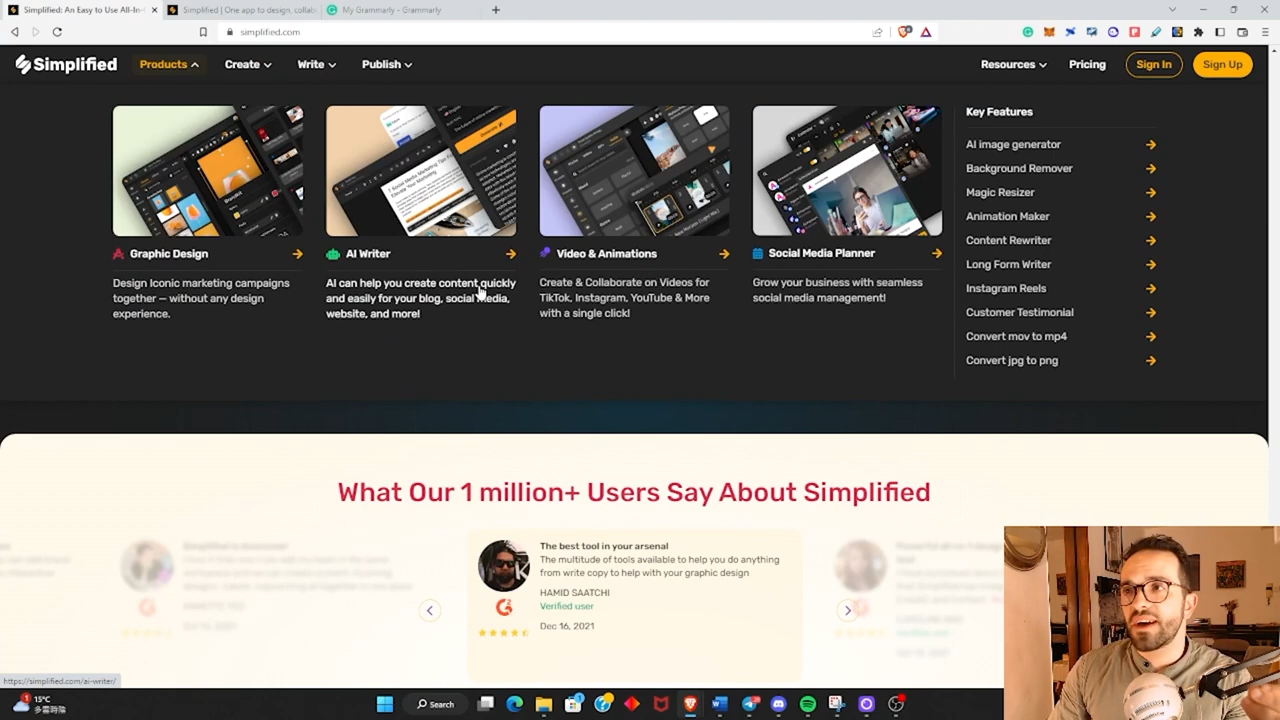 Simplified: An Easy to Use All-In-
Simplified | One app to design, collab
My Grammarly - Grammarly
simplified.com
Simplified
Products
Create
Write
Publish
Resources
Pricing
Sign In
Sign Up
Graphic Design
Design Iconic marketing campaigns
together — without any design
experience.
AI Writer
AI can help you create content quickly
and easily for your blog, social media,
website, and more!
Video & Animations
Create & Collaborate on Videos for
TikTok, Instagram, YouTube & More
with a single click!
Social Media Planner
Grow your business with seamless
social media management!
Key Features
AI image generator
Background Remover
Magic Resizer
Animation Maker
Content Rewriter
Long Form Writer
Instagram Reels
Customer Testimonial
Convert mov to mp4
Convert jpg to png
What Our 1 million+ Users Say About Simplified
The best tool in your arsenal
The multitude of tools available to help you do anything
from write copy to help with your graphic design
HAMID SAATCHI
Verified user
Dec 16, 2021
https://simplified.com/ai-writer/
15°C
多雲時陰
Search